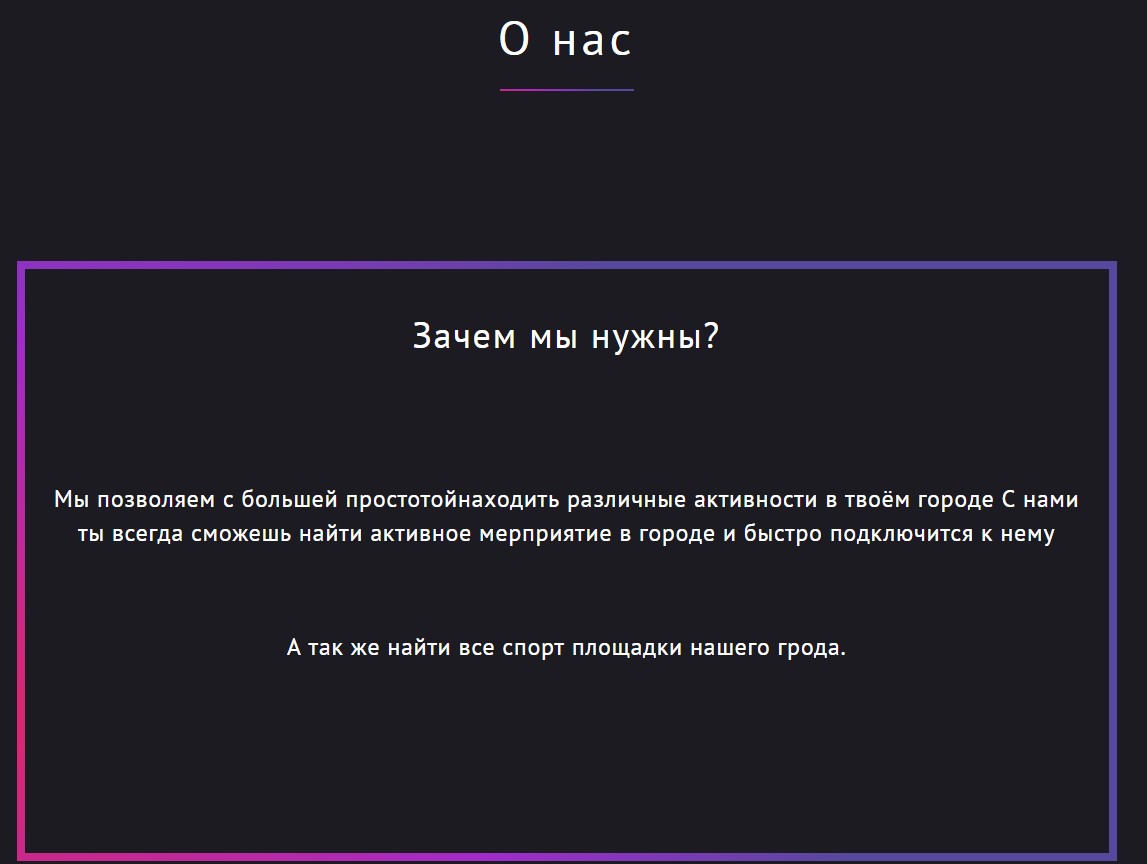 О нас
Зачем мы нужны?
Мы позволяем с большей простотойнаходить различные активности в твоём городе С нами
ты всегда сможешь найти активное мерприятие в городе и быстро подключится к нему
А так же найти все спорт площадки нашего грода.